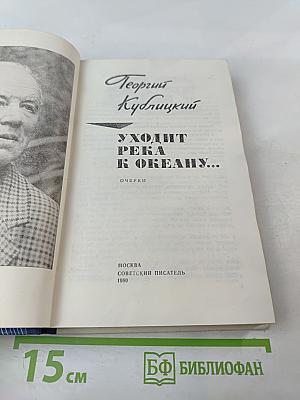 Георгий
Кублицкий
УХОДИТ
РЕКА
К ОКЕАНУ...
ОЧЕРКИ
МОСКВА
СОВЕТСКИЙ ПИСАТЕЛЬ
1980
15 см
БФ БИБЛИОФАН